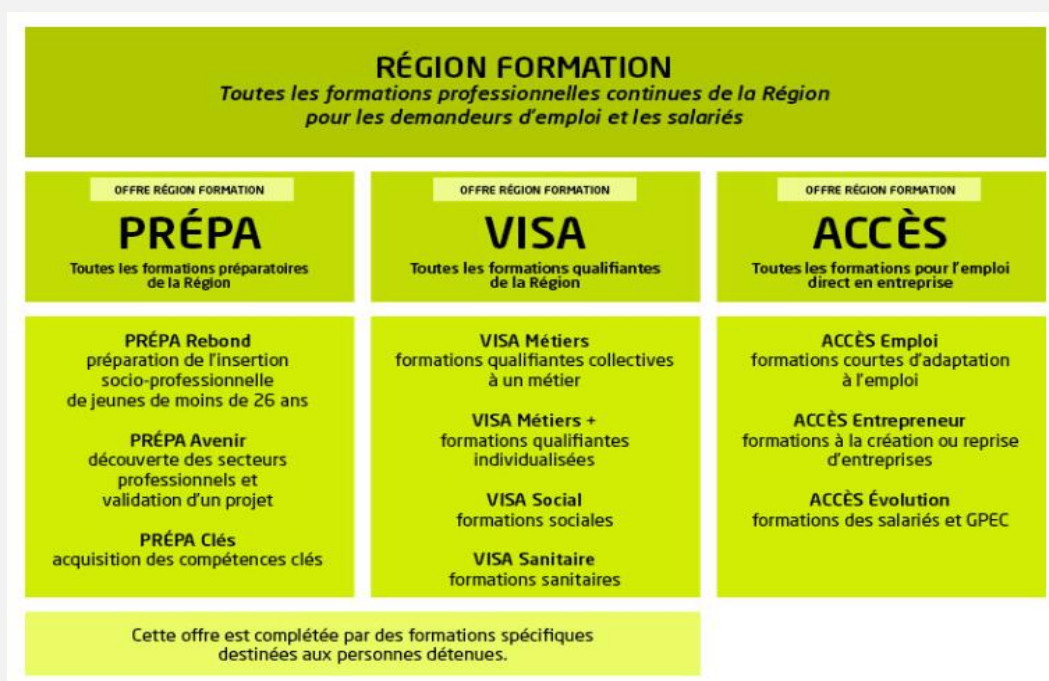 RÉGION FORMATION
Toutes les formations professionnelles continues de la Région
pour les demandeurs d'emploi et les salariés
OFFRE RÉGION FORMATION
PRÉPA
Toutes les formations préparatoires
de la Région
PRÉPA Rebond
préparation de l'insertion
socio-professionnelle
de jeunes de moins de 26 ans
PRÉPA Avenir
découverte des secteurs
professionnels et
validation d'un projet
PRÉPA Clés
acquisition des compétences clés
OFFRE RÉGION FORMATION
VISA
Toutes les formations qualifiantes
de la Région
VISA Métiers
formations qualifiantes collectives
à un métier
VISA Métiers +
formations qualifiantes
individualisées
VISA Social
formations sociales
VISA Sanitaire
formations sanitaires
OFFRE RÉGION FORMATION
ACCÈS
Toutes les formations pour l'emploi
direct en entreprise
ACCÈS Emploi
formations courtes d'adaptation
à l'emploi
ACCÈS Entrepreneur
formations à la création ou reprise
d'entreprises
ACCÈS Évolution
formations des salariés et GPEC
Cette offre est complétée par des formations spécifiques
destinées aux personnes détenues.